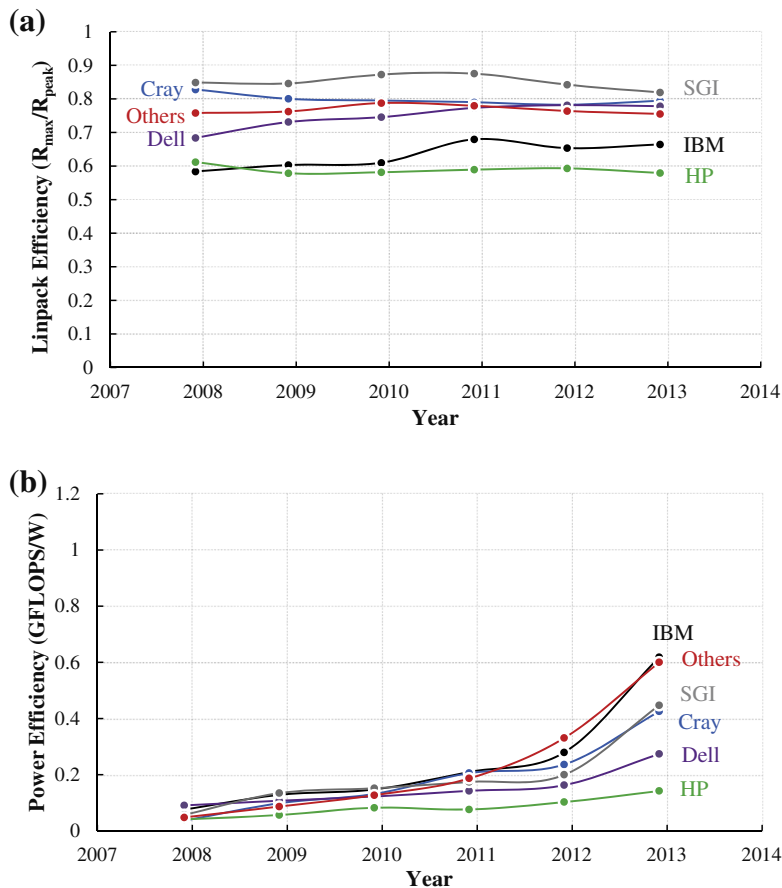 (a)
Linpack Efficiency (Rmax/Rpeak)
1
0.9
0.8
0.7
0.6
0.5
0.4
0.3
0.2
0.1
0
Cray
Others
Dell
SGI
IBM
HP
2007 2008 2009 2010 2011 2012 2013 2014
Year
(b)
Power Efficiency (GFLOPS/W)
1.2
1
0.8
0.6
0.4
0.2
0
IBM
Others
SGI
Cray
Dell
HP
2007 2008 2009 2010 2011 2012 2013 2014
Year